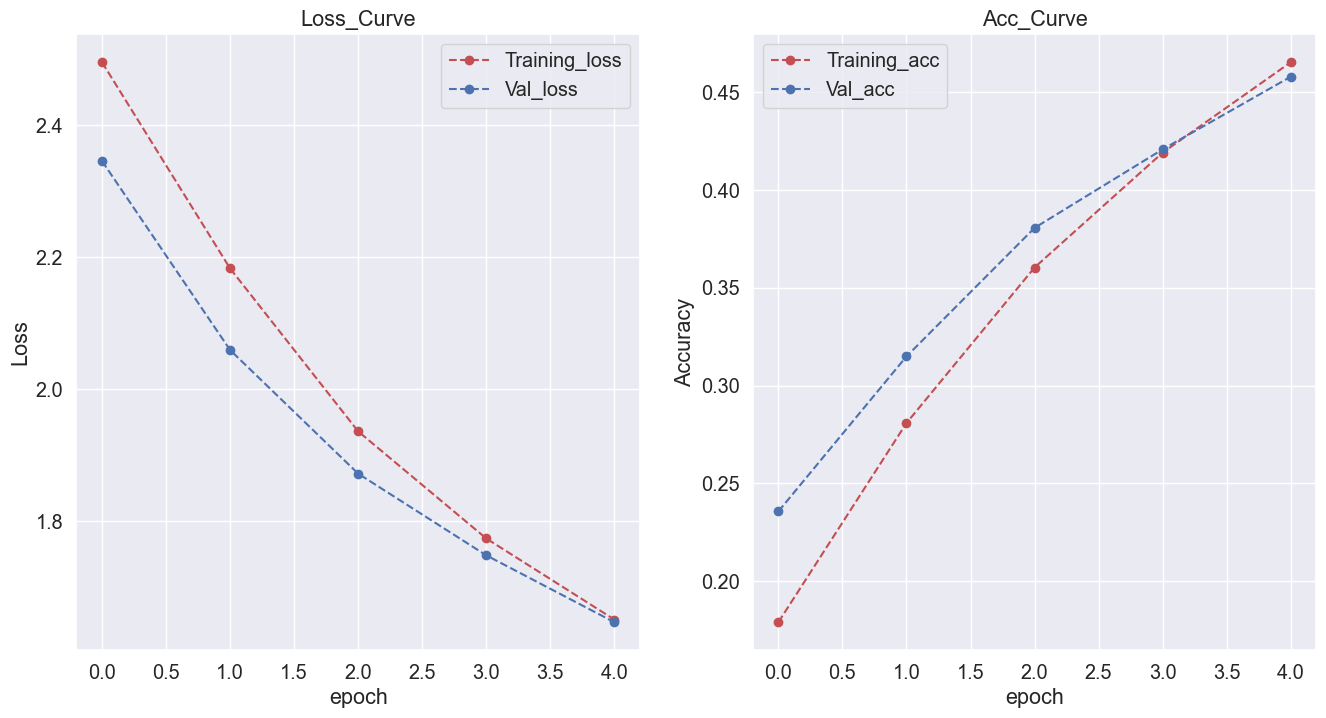 Loss_Curve
Training_loss
Val_loss
2.4
2.2
2.0
1.8
Loss
0.0 0.5 1.0 1.5 2.0 2.5 3.0 3.5 4.0
epoch
Acc_Curve
Training_acc
Val_acc
0.45
0.40
0.35
0.30
0.25
0.20
Accuracy
0.0 0.5 1.0 1.5 2.0 2.5 3.0 3.5 4.0
epoch